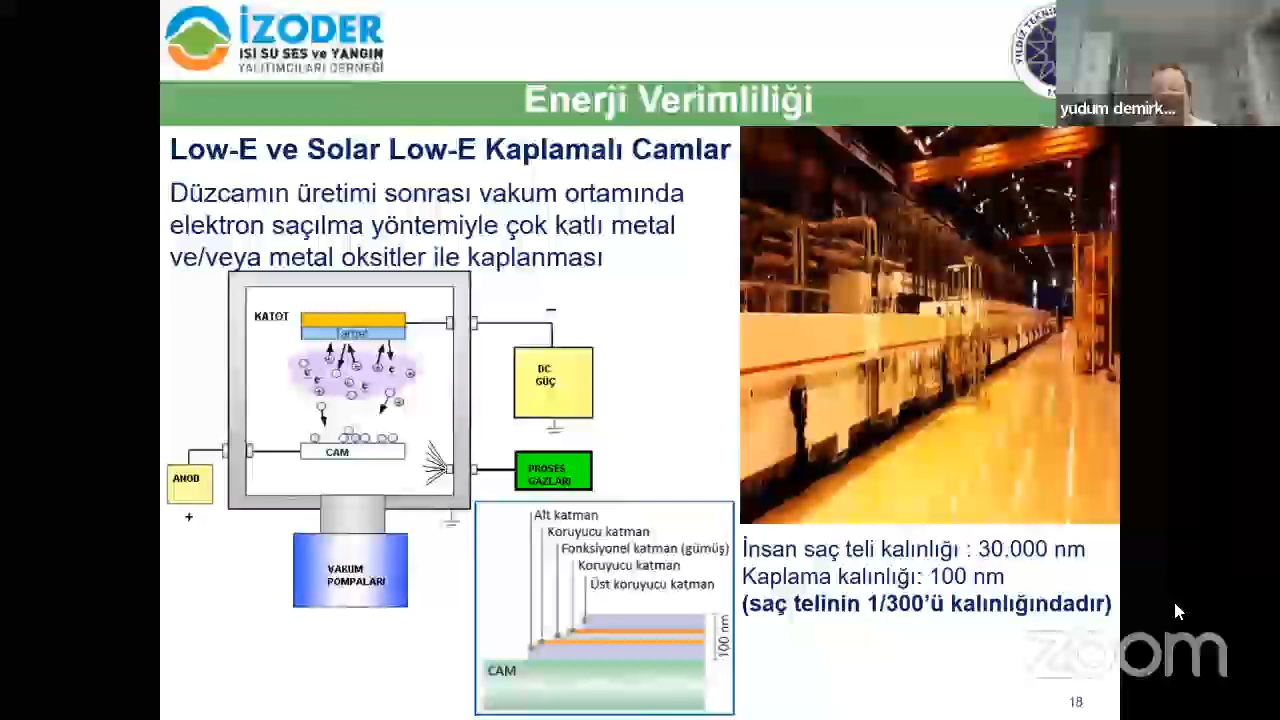 İZODER
ISI SU SES ve YANGIN
YALITIMCILARI DERNEĞİ
YILDIZ TEKNİK
yudum demirk...
Enerji Verimliliği
Low-E ve Solar Low-E Kaplamalı Camlar
Düzcamın üretimi sonrası vakum ortamında
elektron saçılma yöntemiyle çok katlı metal
ve/veya metal oksitler ile kaplanması
KATOT
Target
DC
GÜÇ
CAM
ANOD
+
PROSES
GAZLARI
VAKUM
POMPALARI
Alt katman
Koruyucu katman
Fonksiyonel katman (gümüş)
Koruyucu katman
Üst koruyucu katman
100 nm
CAM
İnsan saç teli kalınlığı : 30.000 nm
Kaplama kalınlığı: 100 nm
(saç telinin 1/300'ü kalınlığındadır)
zoom
18